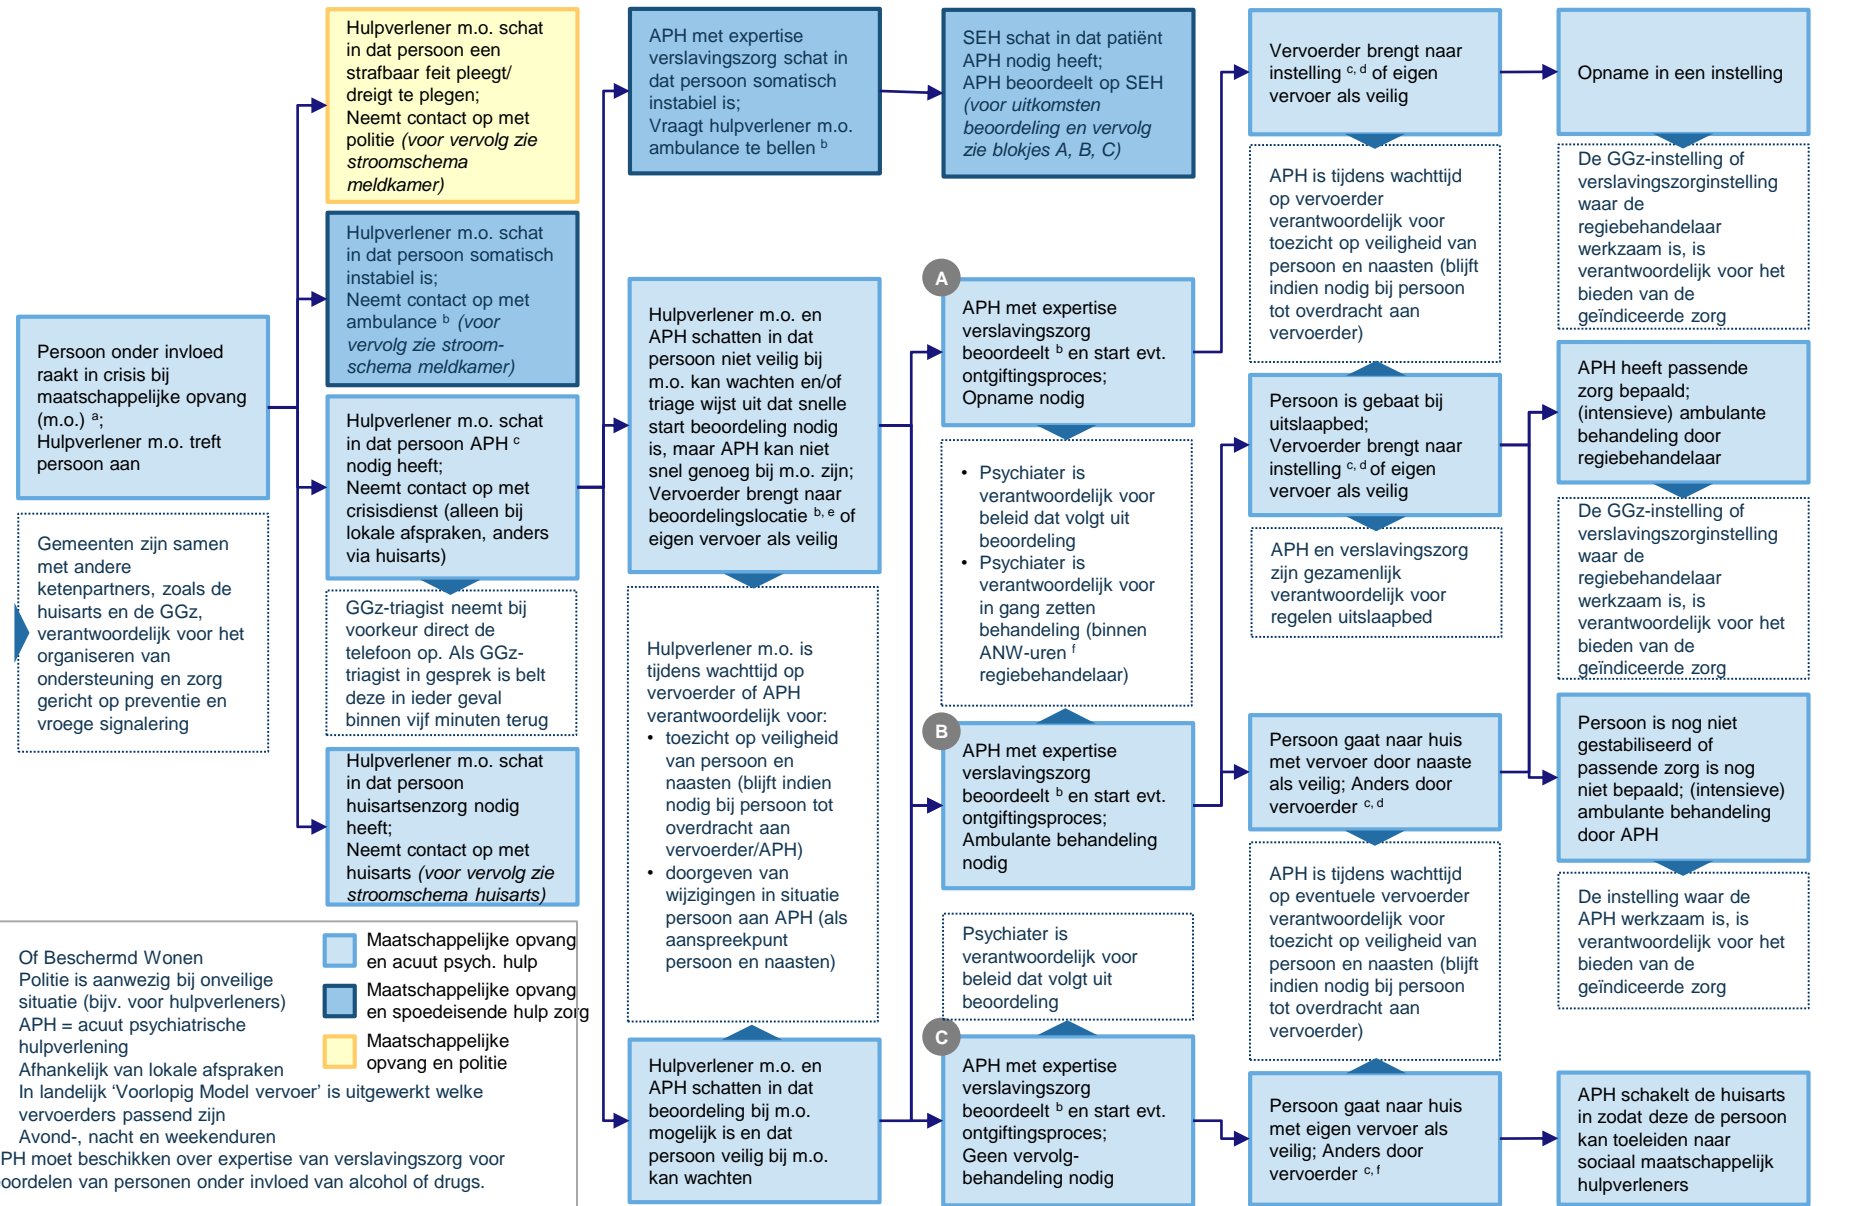 Persoon onder invloed
raakt in crisis bij
maatschappelijke opvang
(m.o.) a;
Hulpverlener m.o. treft
persoon aan
Gemeenten zijn samen
met andere
ketenpartners, zoals de
huisarts en de GGz,
verantwoordelijk voor het
organiseren van
ondersteuning en zorg
gericht op preventie en
vroege signalering
Hulpverlener m.o. schat
in dat persoon een
strafbaar feit pleegt/
dreigt te plegen;
Neemt contact op met
politie (voor vervolg zie
stroomschema
meldkamer)
Hulpverlener m.o. schat
in dat persoon somatisch
instabiel is;
Neemt contact op met
ambulance b (voor
vervolg zie stroom-
schema meldkamer)
Hulpverlener m.o. schat
in dat persoon APH c
nodig heeft;
Neemt contact op met
crisisdienst (alleen bij
lokale afspraken, anders
via huisarts)
GGz-triagist neemt bij
voorkeur direct de
telefoon op. Als GGz-
triagist in gesprek is belt
deze in ieder geval
binnen vijf minuten terug
Hulpverlener m.o. schat
in dat persoon
huisartsenzorg nodig
heeft;
Neemt contact op met
huisarts (voor vervolg zie
stroomschema huisarts)
APH met expertise
verslavingszorg schat in
dat persoon somatisch
instabiel is;
Vraagt hulpverlener m.o.
ambulance te bellen b
Hulpverlener m.o. en
APH schatten in dat
persoon niet veilig bij
m.o. kan wachten en/of
triage wijst uit dat snelle
start beoordeling nodig
is, maar APH kan niet
snel genoeg bij m.o. zijn;
Vervoerder brengt naar
beoordelingslocatie b, e of
eigen vervoer als veilig
Hulpverlener m.o. is
tijdens wachttijd op
vervoerder of APH
verantwoordelijk voor:
• toezicht op veiligheid
van persoon en
naasten (blijft indien
nodig bij persoon tot
overdracht aan
vervoerder/APH)
• doorgeven van
wijzigingen in situatie
persoon aan APH (als
aanspreekpunt
persoon en naasten)
Hulpverlener m.o. en
APH schatten in dat
beoordeling bij m.o.
mogelijk is en dat
persoon veilig bij m.o.
kan wachten
SEH schat in dat patiënt
APH nodig heeft;
APH beoordeelt op SEH
(voor uitkomsten
beoordeling en vervolg
zie blokjes A, B, C)
A
APH met expertise
verslavingszorg
beoordeelt b en start evt.
ontgiftingsproces;
Opname nodig
• Psychiater is
verantwoordelijk voor
beleid dat volgt uit
beoordeling
• Psychiater is
verantwoordelijk voor
in gang zetten
behandeling (binnen
ANW-uren f
regiebehandelaar)
B
APH met expertise
verslavingszorg
beoordeelt b en start evt.
ontgiftingsproces;
Ambulante behandeling
nodig
Psychiater is
verantwoordelijk voor
beleid dat volgt uit
beoordeling
C
APH met expertise
verslavingszorg
beoordeelt b en start evt.
ontgiftingsproces;
Geen vervolg-
behandeling nodig
Vervoerder brengt naar
instelling c, d of eigen
vervoer als veilig
APH is tijdens wachttijd
op vervoerder
verantwoordelijk voor
toezicht op veiligheid van
persoon en naasten (blijft
indien nodig bij persoon
tot overdracht aan
vervoerder)
Persoon is gebaat bij
uitslaapbed;
Vervoerder brengt naar
instelling c, d of eigen
vervoer als veilig
APH en verslavingszorg
zijn gezamenlijk
verantwoordelijk voor
regelen uitslaapbed
Persoon gaat naar huis
met vervoer door naaste
als veilig; Anders door
vervoerder c, d
APH is tijdens wachttijd
op eventuele vervoerder
verantwoordelijk voor
toezicht op veiligheid van
persoon en naasten (blijft
indien nodig bij persoon
tot overdracht aan
vervoerder)
Persoon gaat naar huis
met eigen vervoer als
veilig; Anders door
vervoerder c, f
Opname in een instelling
De GGz-instelling of
verslavingszorginstelling
waar de
regiebehandelaar
werkzaam is, is
verantwoordelijk voor het
bieden van de
geïndiceerde zorg
APH heeft passende
zorg bepaald;
(intensieve) ambulante
behandeling door
regiebehandelaar
De GGz-instelling of
verslavingszorginstelling
waar de
regiebehandelaar
werkzaam is, is
verantwoordelijk voor het
bieden van de
geïndiceerde zorg
Persoon is nog niet
gestabiliseerd of
passende zorg is nog
niet bepaald; (intensieve)
ambulante behandeling
door APH
De instelling waar de
APH werkzaam is, is
verantwoordelijk voor het
bieden van de
geïndiceerde zorg
APH schakelt de huisarts
in zodat deze de persoon
kan toeleiden naar
sociaal maatschappelijk
hulpverleners
Of Beschermd Wonen
Politie is aanwezig bij onveilige
situatie (bijv. voor hulpverleners)
APH = acuut psychiatrische
hulpverlening
Afhankelijk van lokale afspraken
In landelijk ‘Voorlopig Model vervoer’ is uitgewerkt welke
vervoerders passend zijn
Avond-, nacht en weekenduren
PH moet beschikken over expertise van verslavingszorg voor
oordelen van personen onder invloed van alcohol of drugs.
Maatschappelijke opvang
en acuut psych. hulp
Maatschappelijke opvang
en spoedeisende hulp zorg
Maatschappelijke
opvang en politie